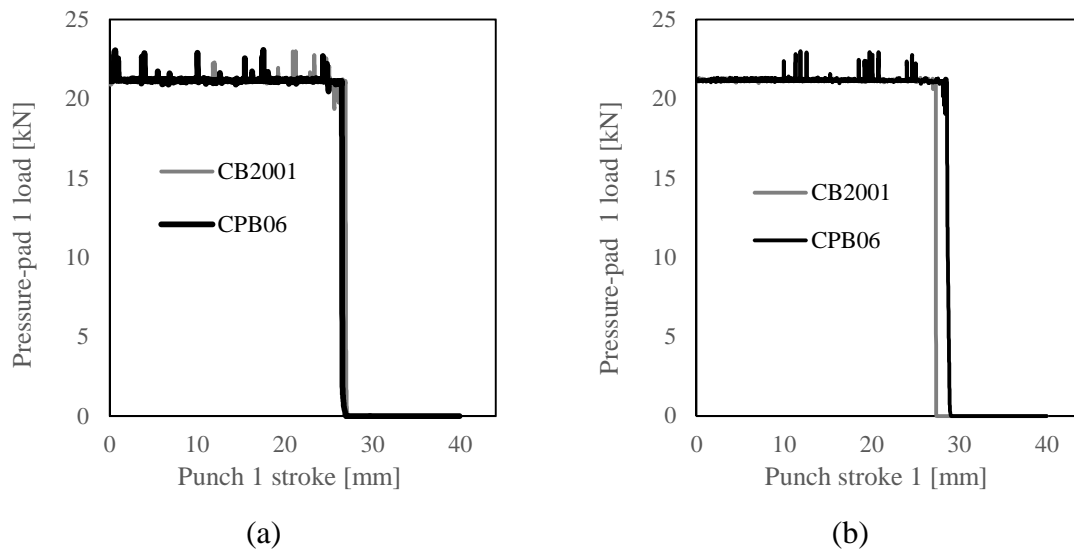 25
20
15
10
5
0
Pressure-pad 1 load [kN]
CB2001
CPB06
0 10 20 30 40
Punch 1 stroke [mm]
(a)
25
20
15
10
5
0
Pressure-pad 1 load [kN]
CB2001
CPB06
0 10 20 30 40
Punch stroke 1 [mm]
(b)